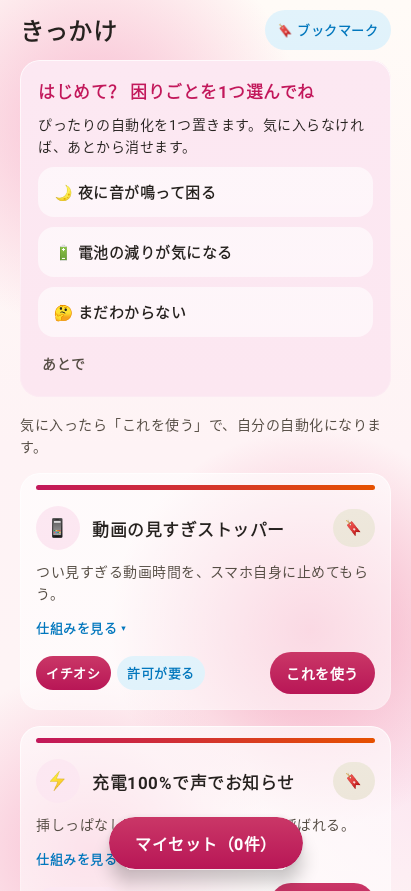 きっかけ
ブックマーク
はじめて？ 困りごとを1つ選んでね
ぴったりの自動化を1つ置きます。気に入らなけれ
ば、あとから消せます。
夜に音が鳴って困る
電池の減りが気になる
まだわからない
あとで
気に入ったら「これを使う」で、自分の自動化になりま
す。
動画の見すぎストッパー
つい見すぎる動画時間を、スマホ自身に止めてもら
う。
仕組みを見る ▾
イチオシ
許可が要る
これを使う
充電100%で声でお知らせ
挿しっぱな
ばれる。
仕組みを見る
マイセット（0件）